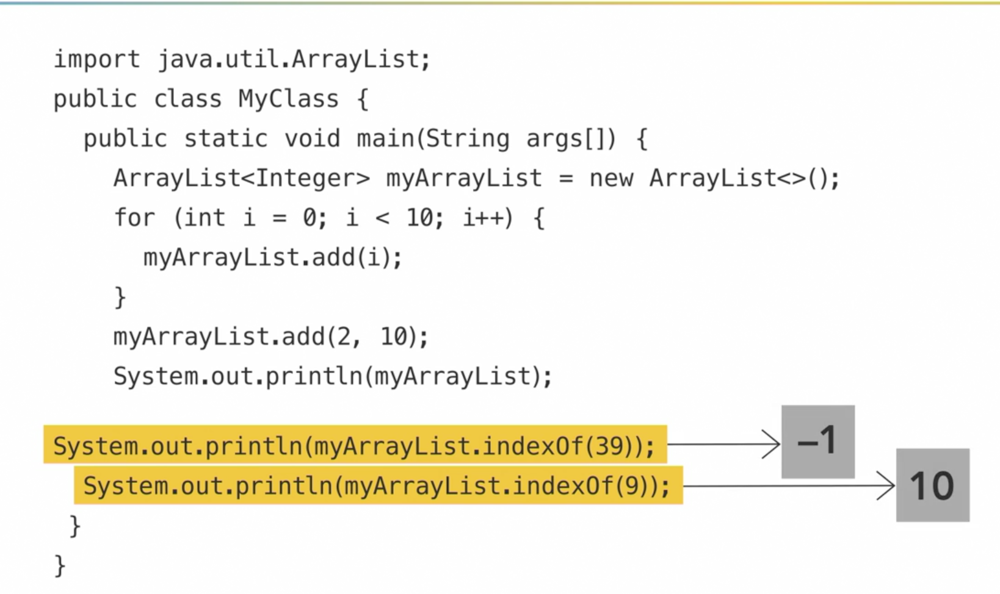 import java.util.ArrayList;
public class MyClass {
public static void main(String args[]) {
ArrayList<Integer> myArrayList = new ArrayList<>();
for (int i = 0; i < 10; i++) {
myArrayList.add(i);
}
myArrayList.add(2, 10);
System.out.println(myArrayList);
System.out.println(myArrayList.indexOf(39)); –1
System.out.println(myArrayList.indexOf(9)); 10
}
}